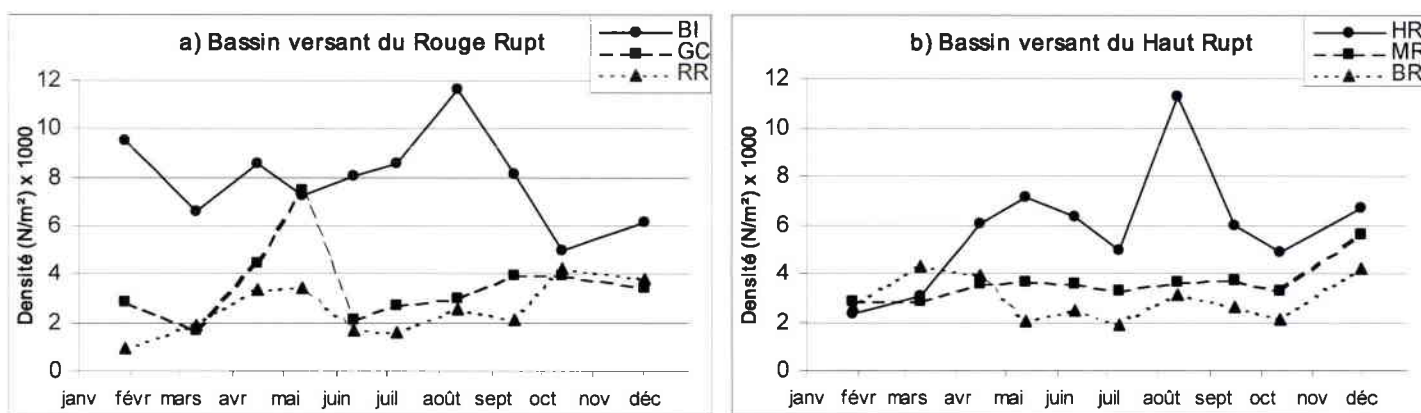 a) Bassin versant du Rouge Rupt
BI
GC
RR
Densité (N/m²) x 1000
12
10
8
6
4
2
0
janv févr mars avr mai juin juil août sept oct nov déc
b) Bassin versant du Haut Rupt
HR
MR
BR
Densité (N/m²) x 1000
12
10
8
6
4
2
0
janv févr mars avr mai juin juil août sept oct nov déc